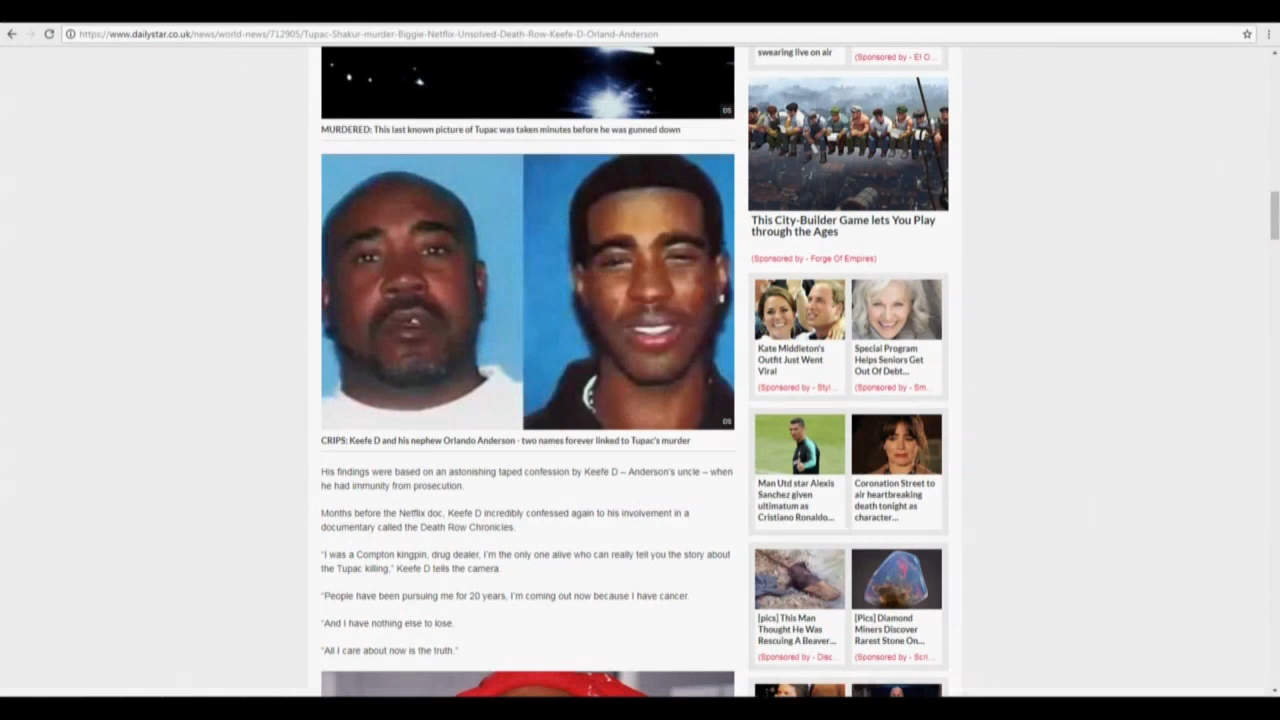 https://www.dailystar.co.uk/news/world-news/712905/Tupac-Shakur-murder-Biggie-Netflix-Unsolved-Death-Row-Keefe-D-Orland-Anderson
DS
MURDERED: This last known picture of Tupac was taken minutes before he was gunned down
DS
CRIPS: Keefe D and his nephew Orlando Anderson - two names forever linked to Tupac's murder
His findings were based on an astonishing taped confession by Keefe D – Anderson's uncle – when
he had immunity from prosecution.
Months before the Netflix doc, Keefe D incredibly confessed again to his involvement in a
documentary called the Death Row Chronicles.
"I was a Compton kingpin, drug dealer, I'm the only one alive who can really tell you the story about
the Tupac killing," Keefe D tells the camera.
"People have been pursuing me for 20 years, I'm coming out now because I have cancer.
"And I have nothing else to lose.
"All I care about now is the truth."
swearing live on air
(Sponsored by - El O...
This City-Builder Game lets You Play
through the Ages
(Sponsored by - Forge Of Empires)
Kate Middleton's
Outfit Just Went
Viral
(Sponsored by - Styl...
Special Program
Helps Seniors Get
Out Of Debt...
(Sponsored by - Sm...
Man Utd star Alexis
Sanchez given
ultimatum as
Cristiano Ronaldo...
Coronation Street to
air heartbreaking
death tonight as
character...
[pics] This Man
Thought He Was
Rescuing A Beaver...
(Sponsored by - Disc...
[Pics] Diamond
Miners Discover
Rarest Stone On...
(Sponsored by - Scri...